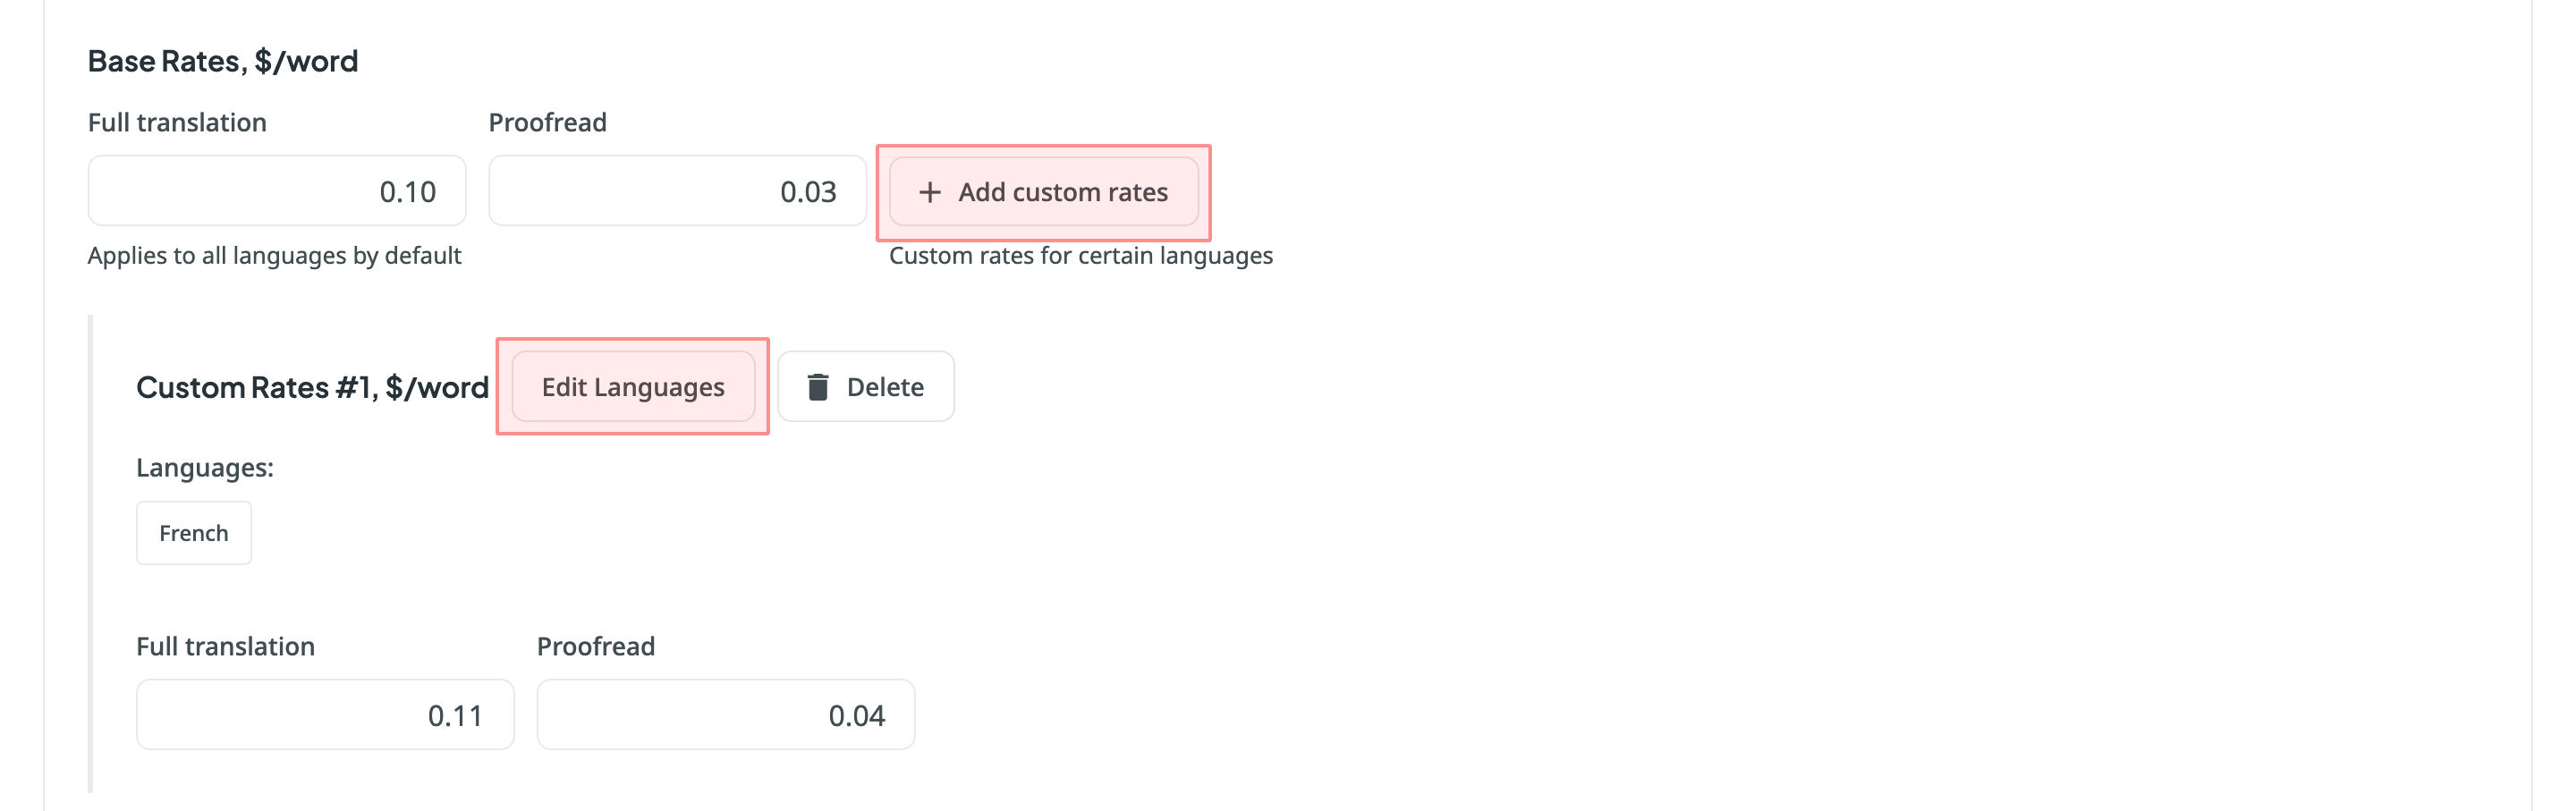 Base Rates, $/word
Full translation Proofread
0.10 0.03 + Add custom rates
Applies to all languages by default Custom rates for certain languages
Custom Rates #1, $/word Edit Languages Delete
Languages:
French
Full translation Proofread
0.11 0.04